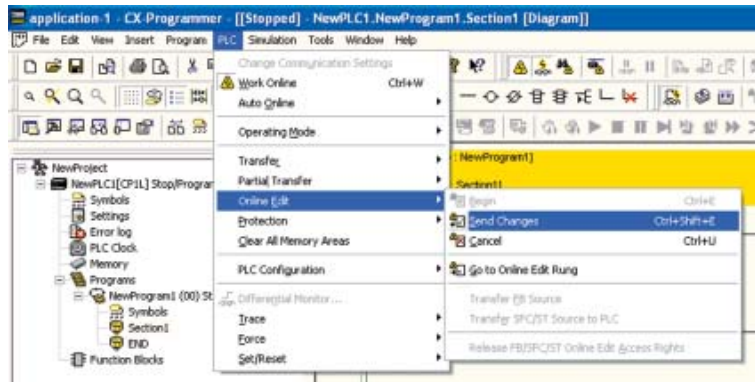 application-1 - CX-Programmer - [[Stopped] - NewPLC1.NewProgram1.Section1 [Diagram]]
File Edit View Insert Program PLC Simulation Tools Window Help
Change Communication Settings
Work Online Ctrl+W
Auto Online
Operating Mode
Transfer
Partial Transfer
Online Edit
Protection
Clear All Memory Areas
PLC Configuration
Differential Monitor...
Trace
Force
Set/Reset
: NewProgram1]
Section1]
Begin Ctrl+E
Send Changes Ctrl+Shift+E
Cancel Ctrl+U
Go to Online Edit Rung
Transfer FB Source
Transfer SFC/ST Source to PLC
Release FB/SFC/ST Online Edit Access Rights
NewProject
NewPLC1[CP1L] Stop/Progran
Symbols
Settings
Error log
PLC Clock
Memory
Programs
NewProgram1 (00) St
Symbols
Section1
END
Function Blocks